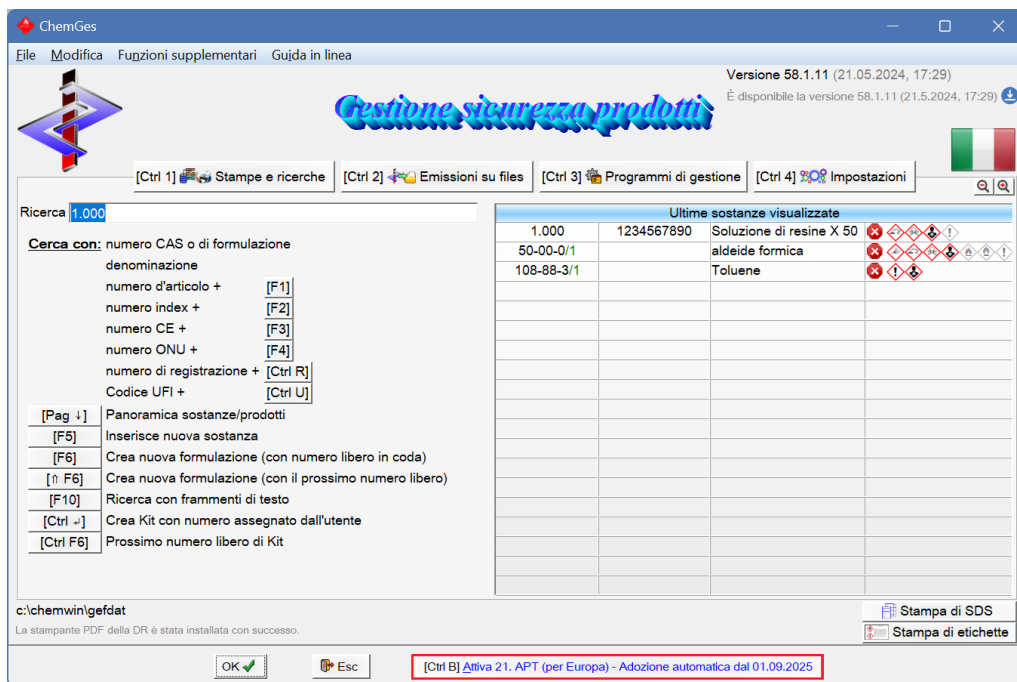 ChemGes
File Modifica Funzioni supplementari Guida in linea
Versione 58.1.11 (21.05.2024, 17:29)
È disponibile la versione 58.1.11 (21.5.2024, 17:29)
Gestione sicurezza prodotti
[Ctrl 1] Stampe e ricerche [Ctrl 2] Emissioni su files [Ctrl 3] Programmi di gestione [Ctrl 4] Impostazioni
Ricerca 1.000
Cerca con: numero CAS o di formulazione
denominazione
numero d'articolo + [F1]
numero index + [F2]
numero CE + [F3]
numero ONU + [F4]
numero di registrazione + [Ctrl R]
Codice UFI + [Ctrl U]
[Pag ↓] Panoramica sostanze/prodotti
[F5] Inserisce nuova sostanza
[F6] Crea nuova formulazione (con numero libero in coda)
[⇑ F6] Crea nuova formulazione (con il prossimo numero libero)
[F10] Ricerca con frammenti di testo
[Ctrl ↵] Crea Kit con numero assegnato dall'utente
[Ctrl F6] Prossimo numero libero di Kit
Ultime sostanze visualizzate
1.000 1234567890 Soluzione di resine X 50
50-00-0/1 aldeide formica
108-88-3/1 Toluene
c:\chemwin\gefdat
La stampante PDF della DR è stata installata con successo.
Stampa di SDS
Stampa di etichette
OK Esc [Ctrl B] Attiva 21. APT (per Europa) - Adozione automatica dal 01.09.2025